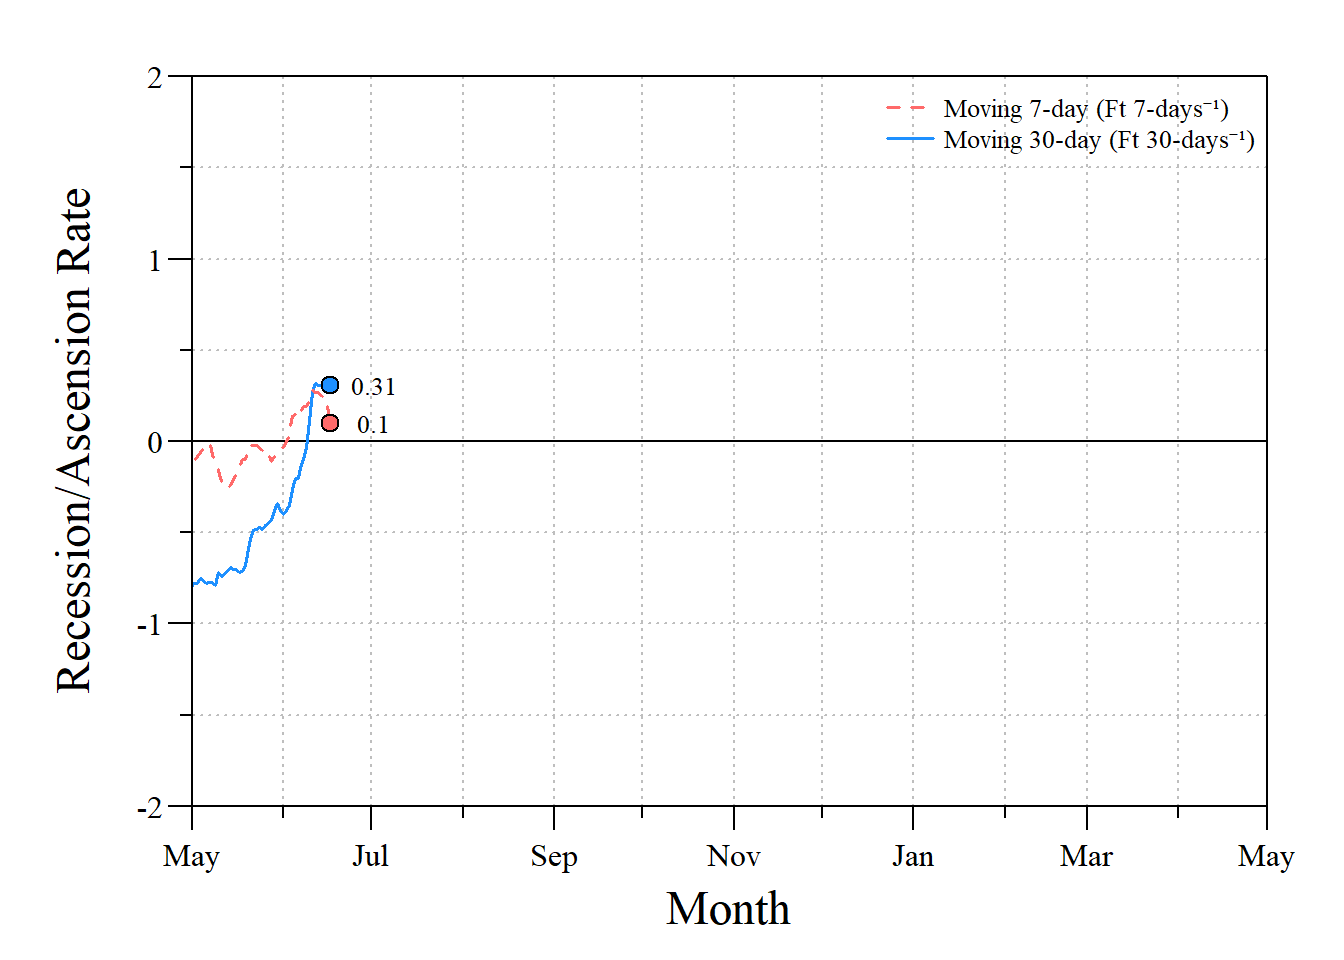 Moving 7-day (Ft 7-days⁻¹)
Moving 30-day (Ft 30-days⁻¹)
Recession/Ascension Rate
2
1
0
-1
-2
0.31
0.1
May Jul Sep Nov Jan Mar May
Month